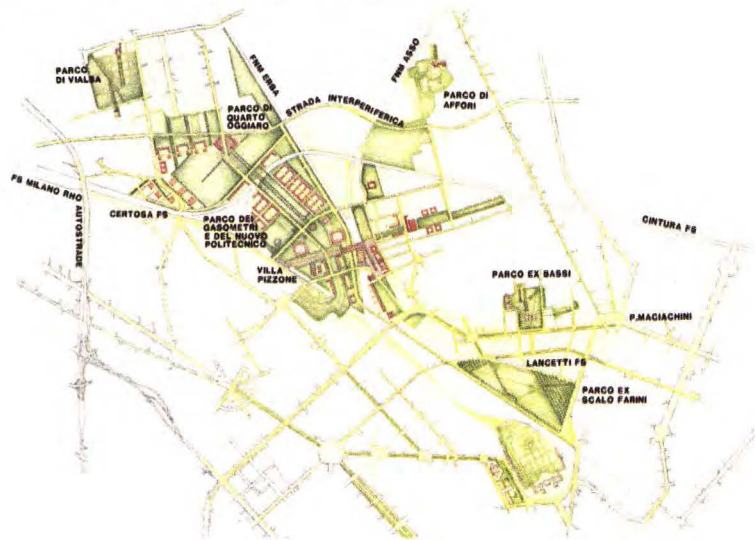 PARCO
DI VIALBA
FNM ERBA
FNM ASSO
PARCO DI
QUARTO
OGGIARO
STRADA INTERPERIFERICA
PARCO DI
AFFORI
FS MILANO RHO
AUTOSTRADE
CERTOSA FS
PARCO DEI
GASOMETRI
E DEL NUOVO
POLITECNICO
VILLA
PIZZONE
CINTURA FS
PARCO EX BASSI
P.MACIACHINI
LANCETTI FS
PARCO EX
SCALO FARINI